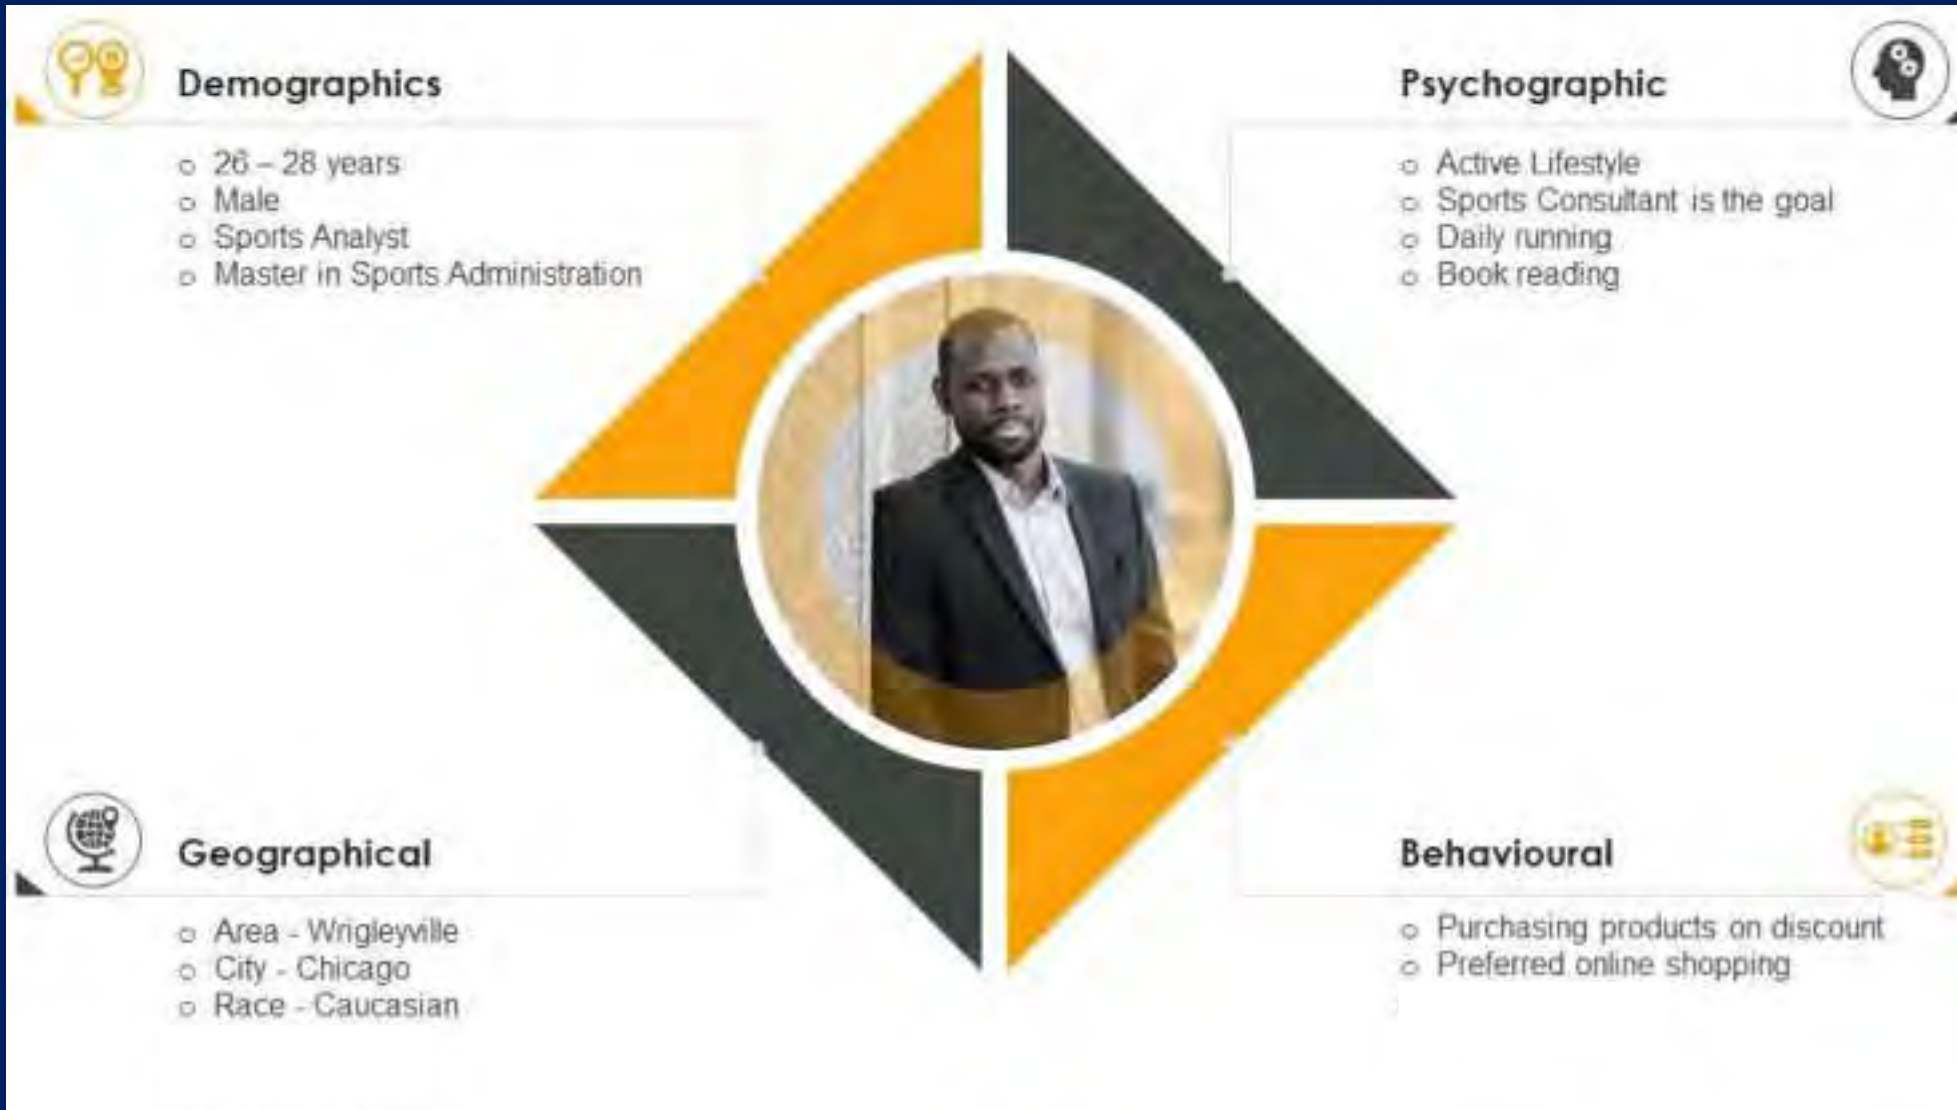 Demographics
o 26 – 28 years
o Male
o Sports Analyst
o Master in Sports Administration
Psychographic
o Active Lifestyle
o Sports Consultant is the goal
o Daily running
o Book reading
Geographical
o Area - Wrigleyville
o City - Chicago
o Race - Caucasian
Behavioural
o Purchasing products on discount
o Preferred online shopping